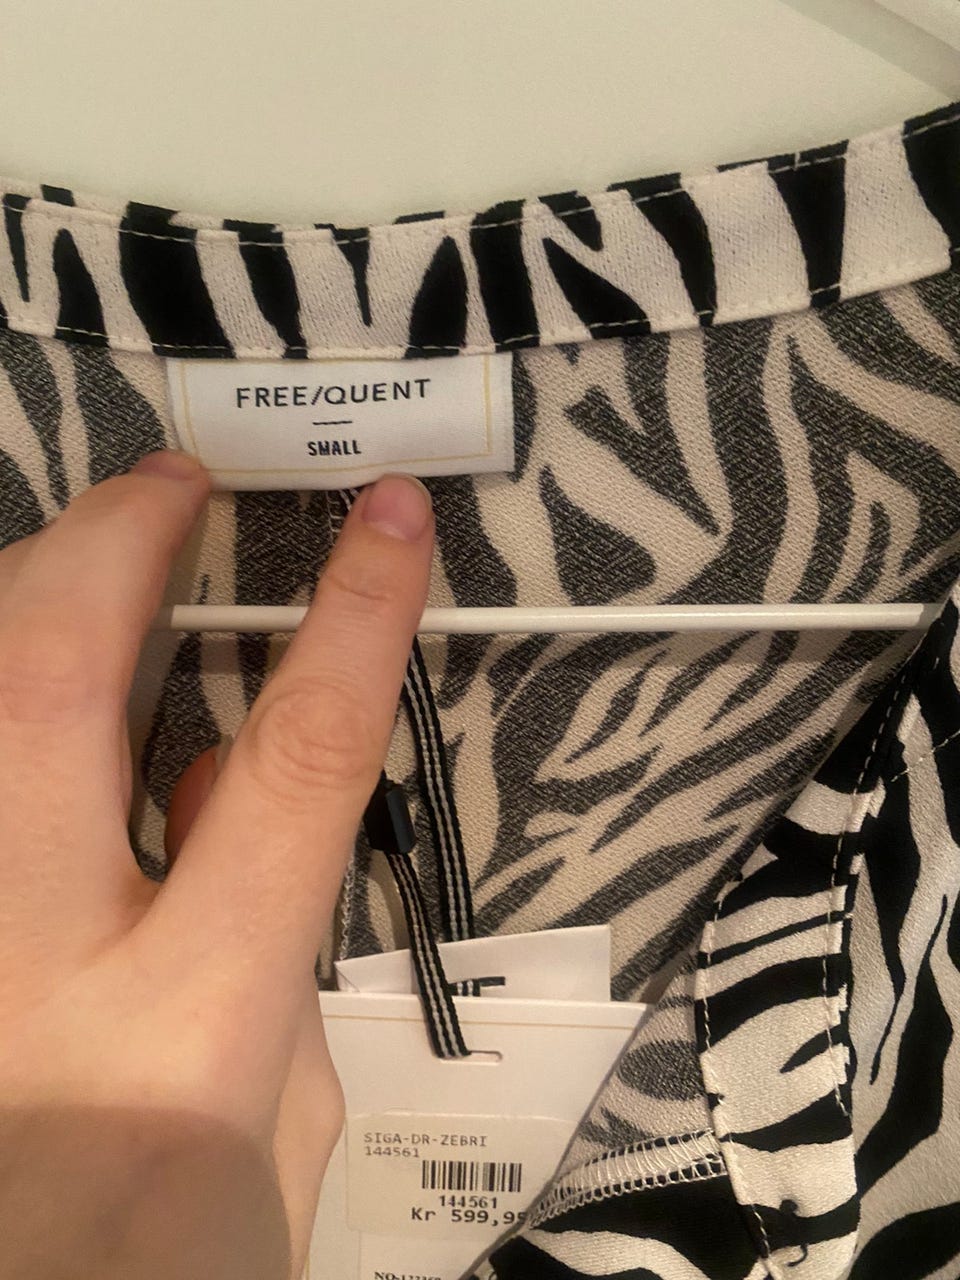 FREE/QUENT
SMALL
SIGA-DR-ZEBRI
144561
144561
Kr 599,95